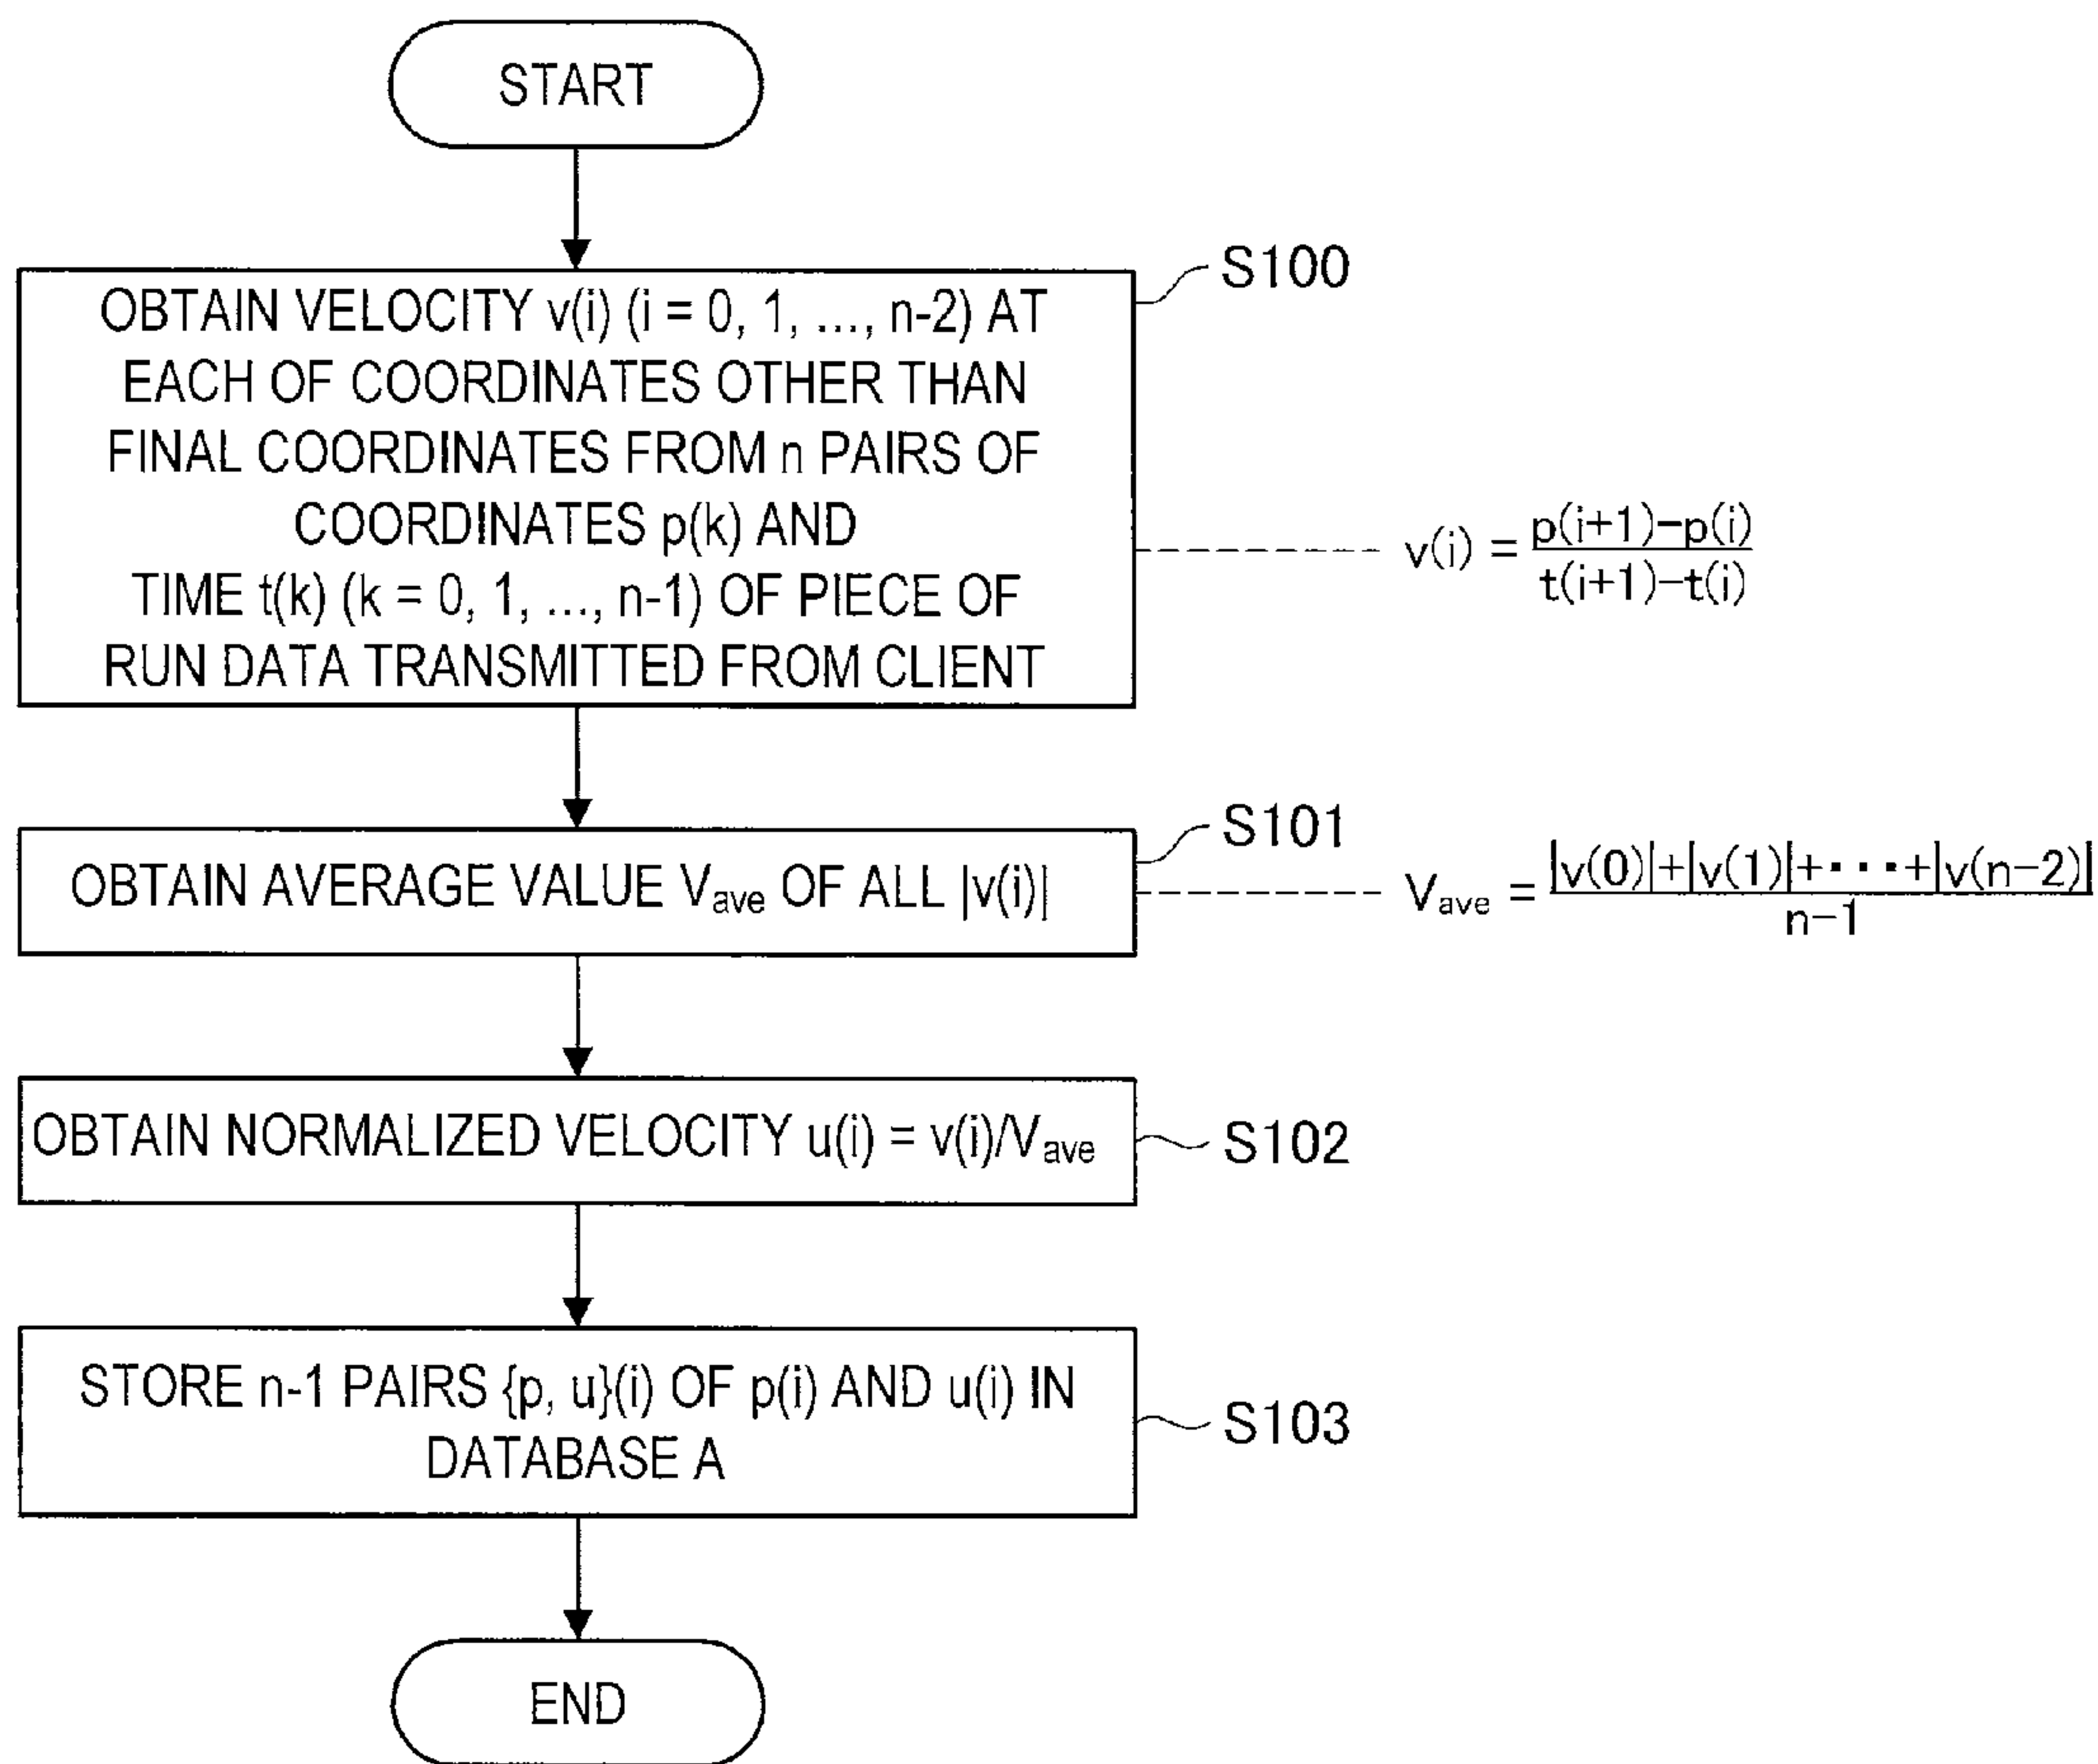 START
S100
OBTAIN VELOCITY v(i) (i = 0, 1, ..., n-2) AT
EACH OF COORDINATES OTHER THAN
FINAL COORDINATES FROM n PAIRS OF
COORDINATES p(k) AND
TIME t(k) (k = 0, 1, ..., n-1) OF PIECE OF
RUN DATA TRANSMITTED FROM CLIENT
v(i) = p(i+1)-p(i) / t(i+1)-t(i)
S101
OBTAIN AVERAGE VALUE Vave OF ALL |v(i)|
Vave = |v(0)|+|v(1)|+···+|v(n-2)| / n-1
OBTAIN NORMALIZED VELOCITY u(i) = v(i)/Vave
S102
STORE n-1 PAIRS {p, u}(i) OF p(i) AND u(i) IN
DATABASE A
S103
END